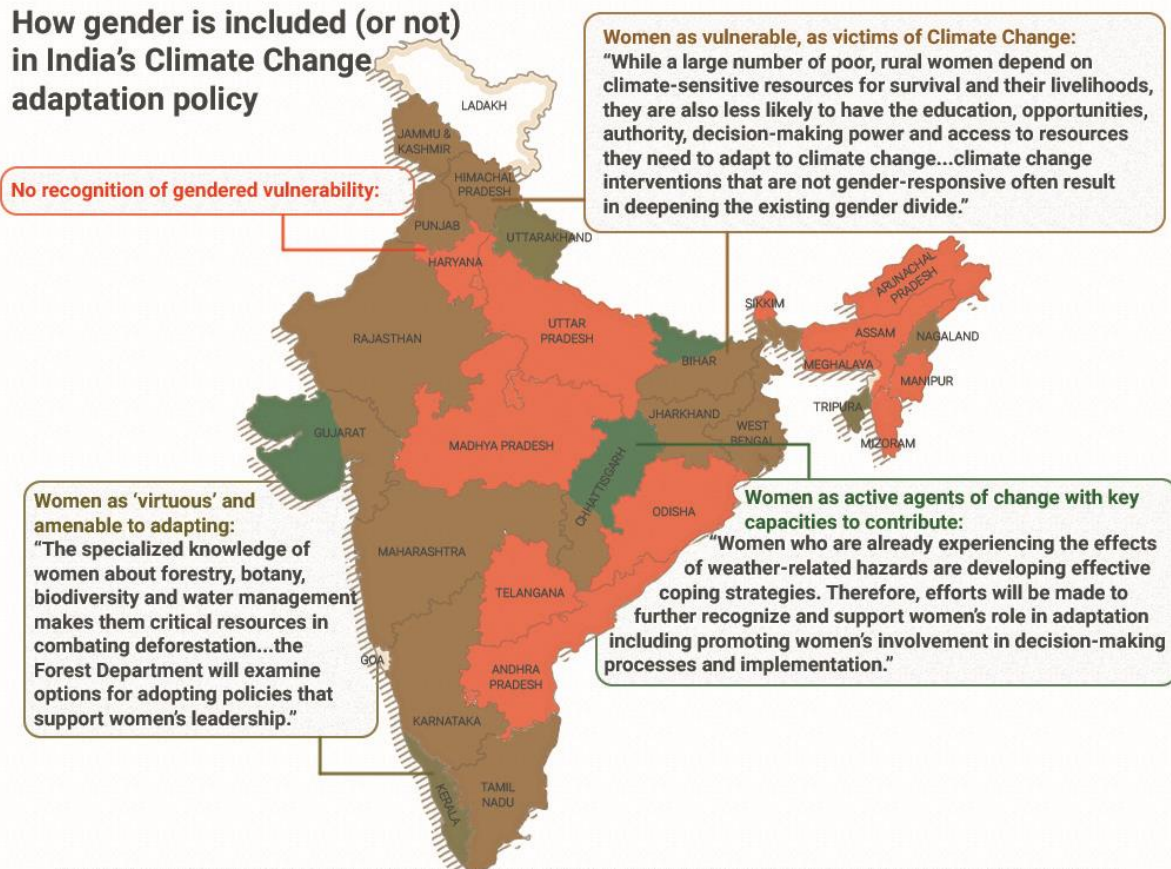 How gender is included (or not)
in India's Climate Change
adaptation policy
Women as vulnerable, as victims of Climate Change:
"While a large number of poor, rural women depend on
climate-sensitive resources for survival and their livelihoods,
they are also less likely to have the education, opportunities,
authority, decision-making power and access to resources
they need to adapt to climate change...climate change
interventions that are not gender-responsive often result
in deepening the existing gender divide."
No recognition of gendered vulnerability:
LADAKH
JAMMU &
KASHMIR
HIMACHAL
PRADESH
PUNJAB
UTTARAKHAND
HARYANA
RAJASTHAN
UTTAR
PRADESH
BIHAR
SIKKIM
ARUNACHAL
PRADESH
ASSAM
NAGALAND
MEGHALAYA
MANIPUR
TRIPURA
MIZORAM
GUJARAT
MADHYA PRADESH
JHARKHAND
WEST
BENGAL
CHHATTISGARH
ODISHA
MAHARASHTRA
TELANGANA
GOA
ANDHRA
PRADESH
KARNATAKA
KERALA
TAMIL
NADU
Women as 'virtuous' and
amenable to adapting:
"The specialized knowledge of
women about forestry, botany,
biodiversity and water management
makes them critical resources in
combating deforestation...the
Forest Department will examine
options for adopting policies that
support women's leadership."
Women as active agents of change with key
capacities to contribute:
"Women who are already experiencing the effects
of weather-related hazards are developing effective
coping strategies. Therefore, efforts will be made to
further recognize and support women's role in adaptation
including promoting women's involvement in decision-making
processes and implementation."